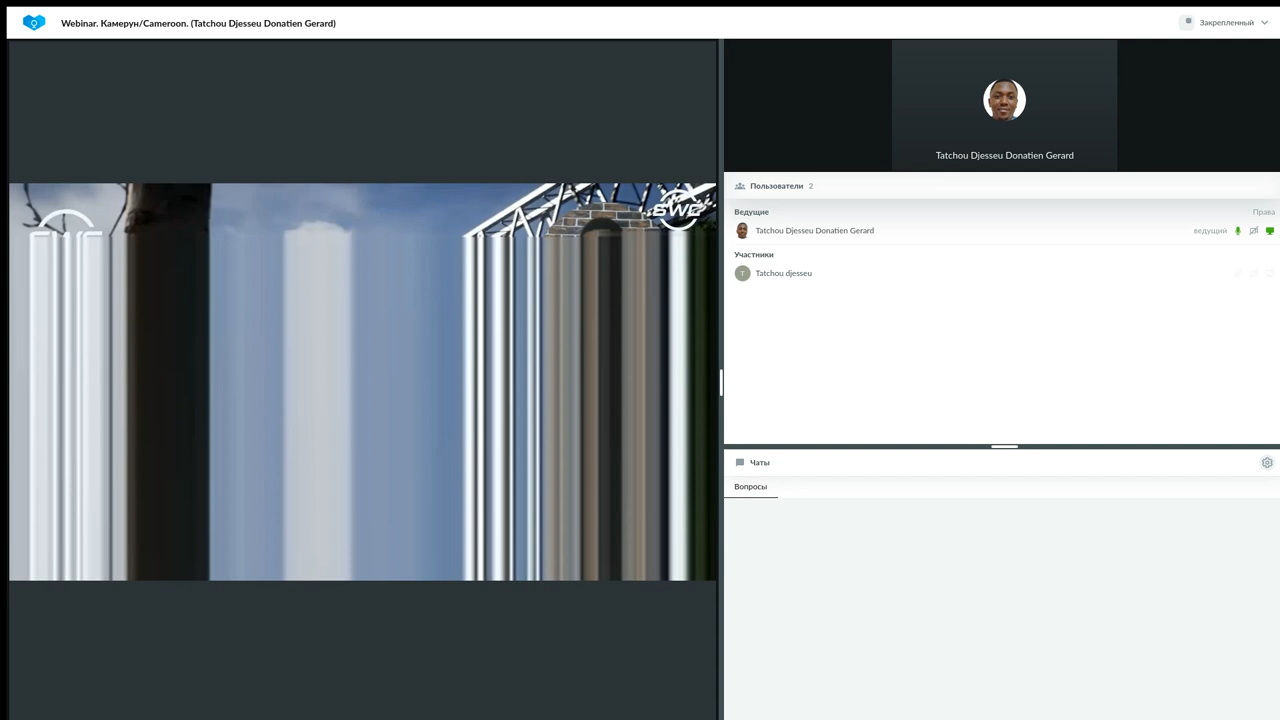 Webinar. Камерун/Cameroon. (Tatchou Djesseu Donatien Gerard)
Закрепленный
SWC
Tatchou Djesseu Donatien Gerard
Пользователи 2
Ведущие
Права
Tatchou Djesseu Donatien Gerard
ведущий
Участники
T
Tatchou djesseu
Чаты
Вопросы